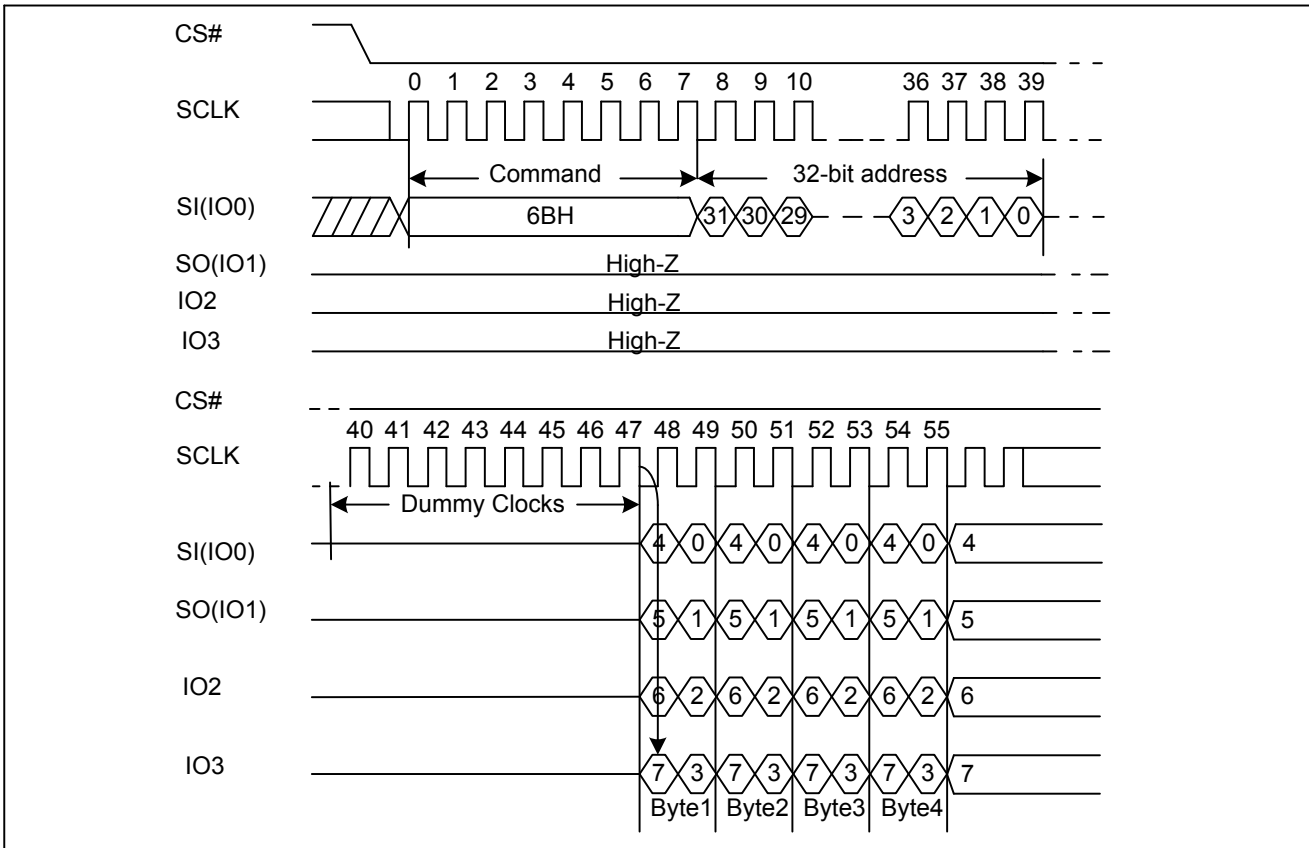 CS#
0 1 2 3 4 5 6 7 8 9 10 36 37 38 39
SCLK
Command 32-bit address
SI(IO0) 6BH 31 30 29 3 2 1 0
SO(IO1) High-Z
IO2 High-Z
IO3 High-Z
CS#
40 41 42 43 44 45 46 47 48 49 50 51 52 53 54 55
SCLK
Dummy Clocks
SI(IO0) 4 0 4 0 4 0 4 0 4
SO(IO1) 5 1 5 1 5 1 5 1 5
IO2 6 2 6 2 6 2 6 2 6
IO3 7 3 7 3 7 3 7 3 7
Byte1 Byte2 Byte3 Byte4